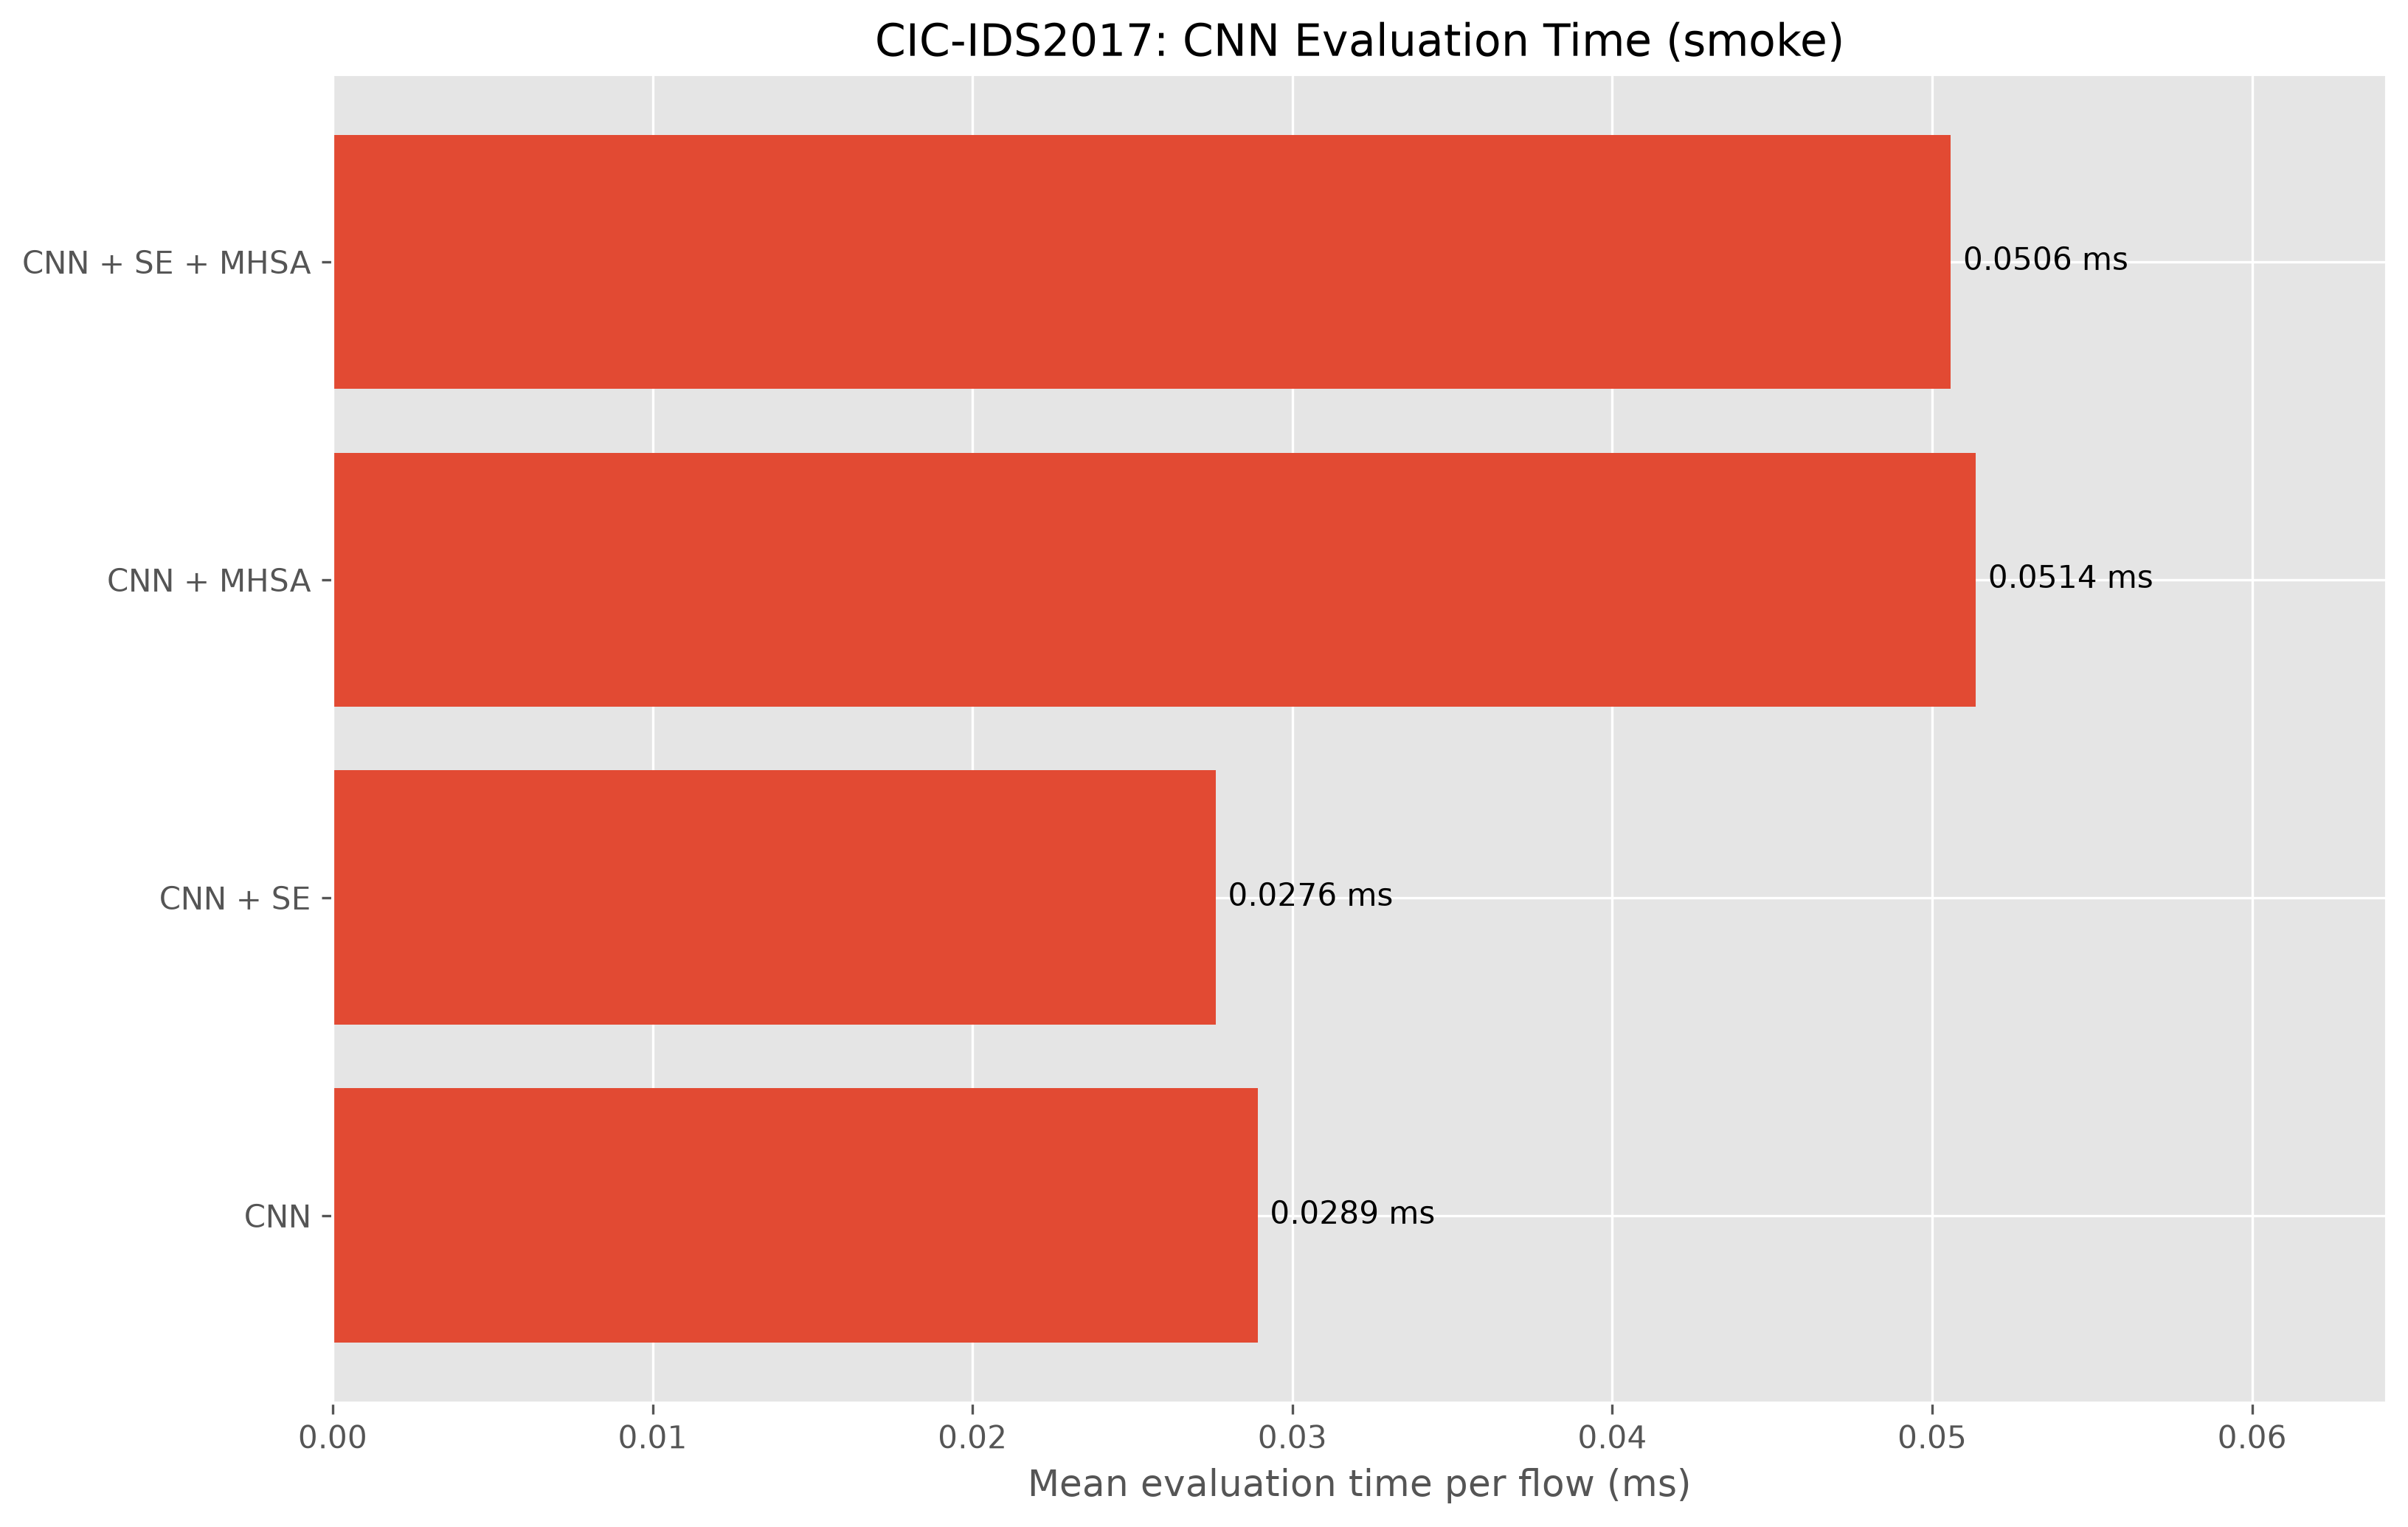 CIC-IDS2017: CNN Evaluation Time (smoke)
CNN + SE + MHSA
0.0506 ms
CNN + MHSA
0.0514 ms
CNN + SE
0.0276 ms
CNN
0.0289 ms
0.00 0.01 0.02 0.03 0.04 0.05 0.06
Mean evaluation time per flow (ms)